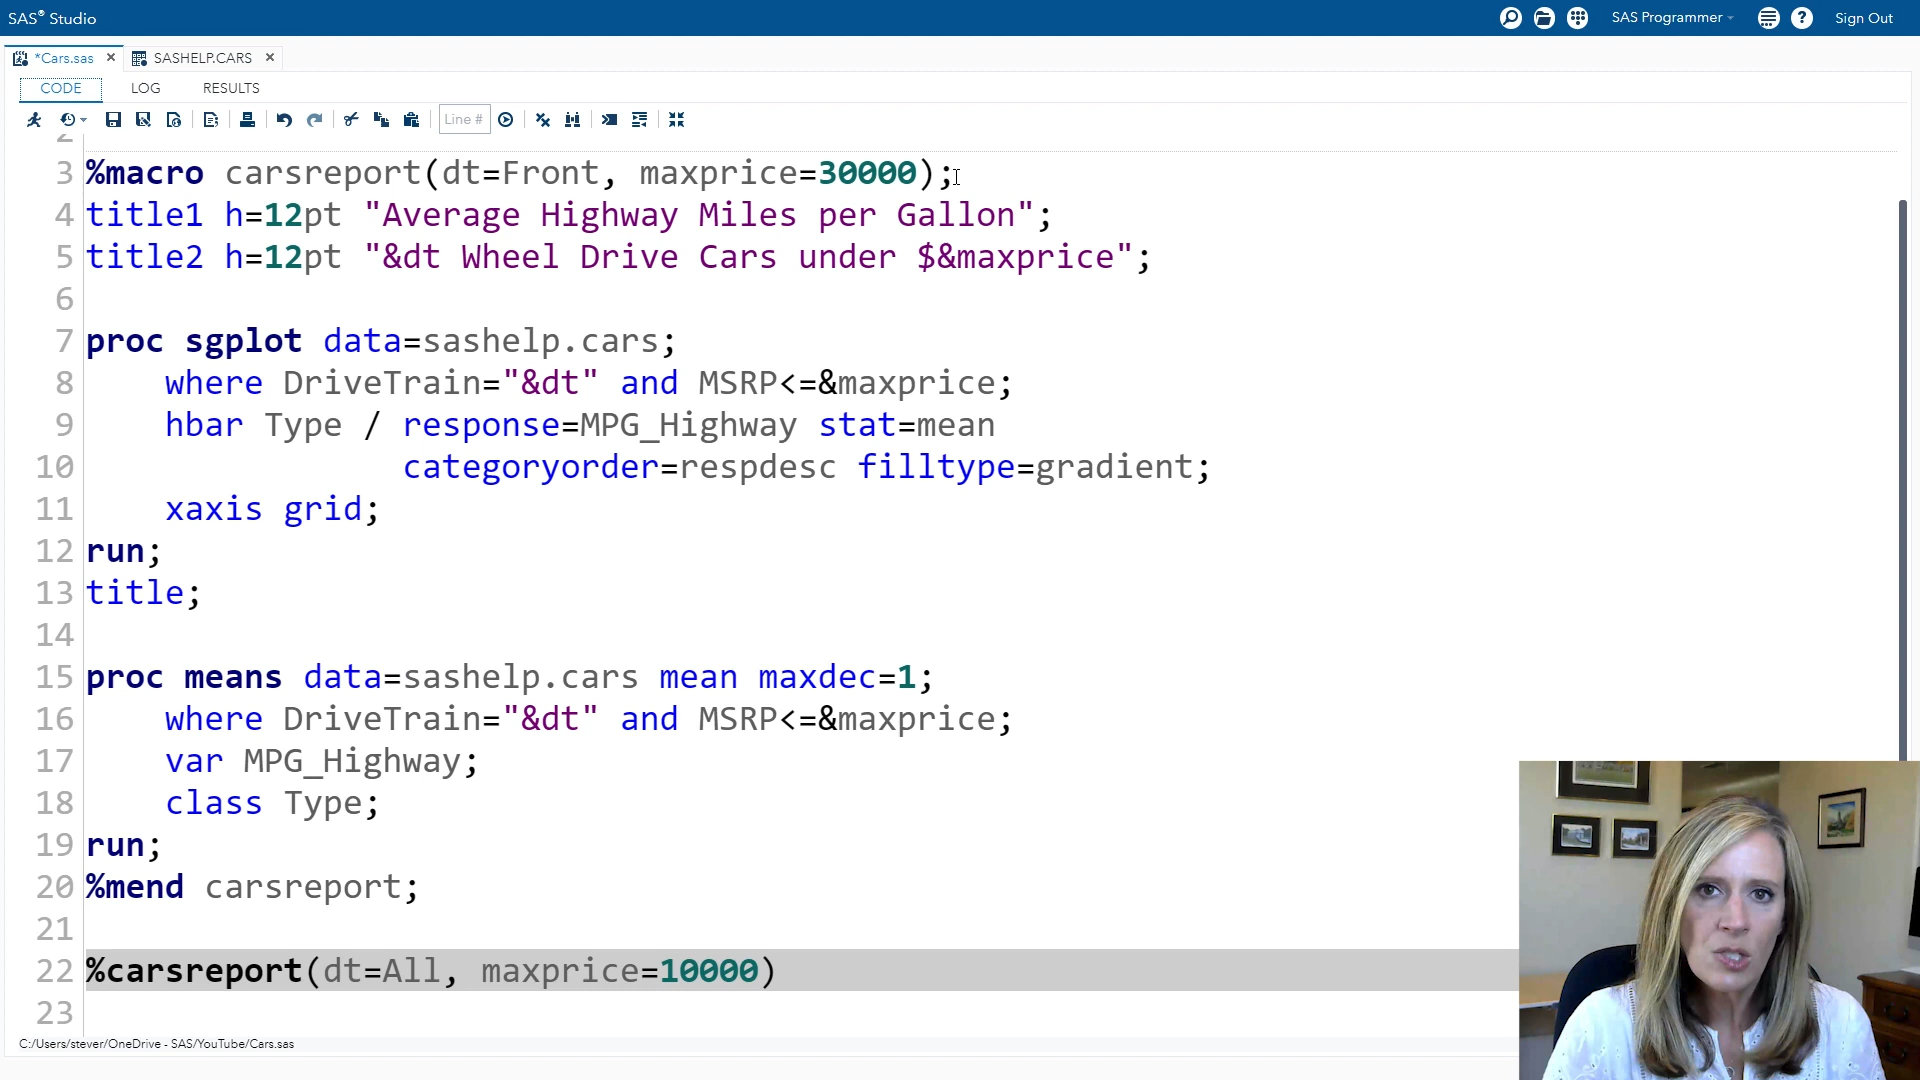 SAS® Studio
SAS Programmer
Sign Out
*Cars.sas
SASHELP.CARS
CODE LOG RESULTS
Line #
2
3 %macro carsreport(dt=Front, maxprice=30000);
4 title1 h=12pt "Average Highway Miles per Gallon";
5 title2 h=12pt "&dt Wheel Drive Cars under $&maxprice";
6
7 proc sgplot data=sashelp.cars;
8 where DriveTrain="&dt" and MSRP<=&maxprice;
9 hbar Type / response=MPG_Highway stat=mean
10 categoryorder=respdesc filltype=gradient;
11 xaxis grid;
12 run;
13 title;
14
15 proc means data=sashelp.cars mean maxdec=1;
16 where DriveTrain="&dt" and MSRP<=&maxprice;
17 var MPG_Highway;
18 class Type;
19 run;
20 %mend carsreport;
21
22 %carsreport(dt=All, maxprice=10000)
23
C:/Users/stever/OneDrive - SAS/YouTube/Cars.sas